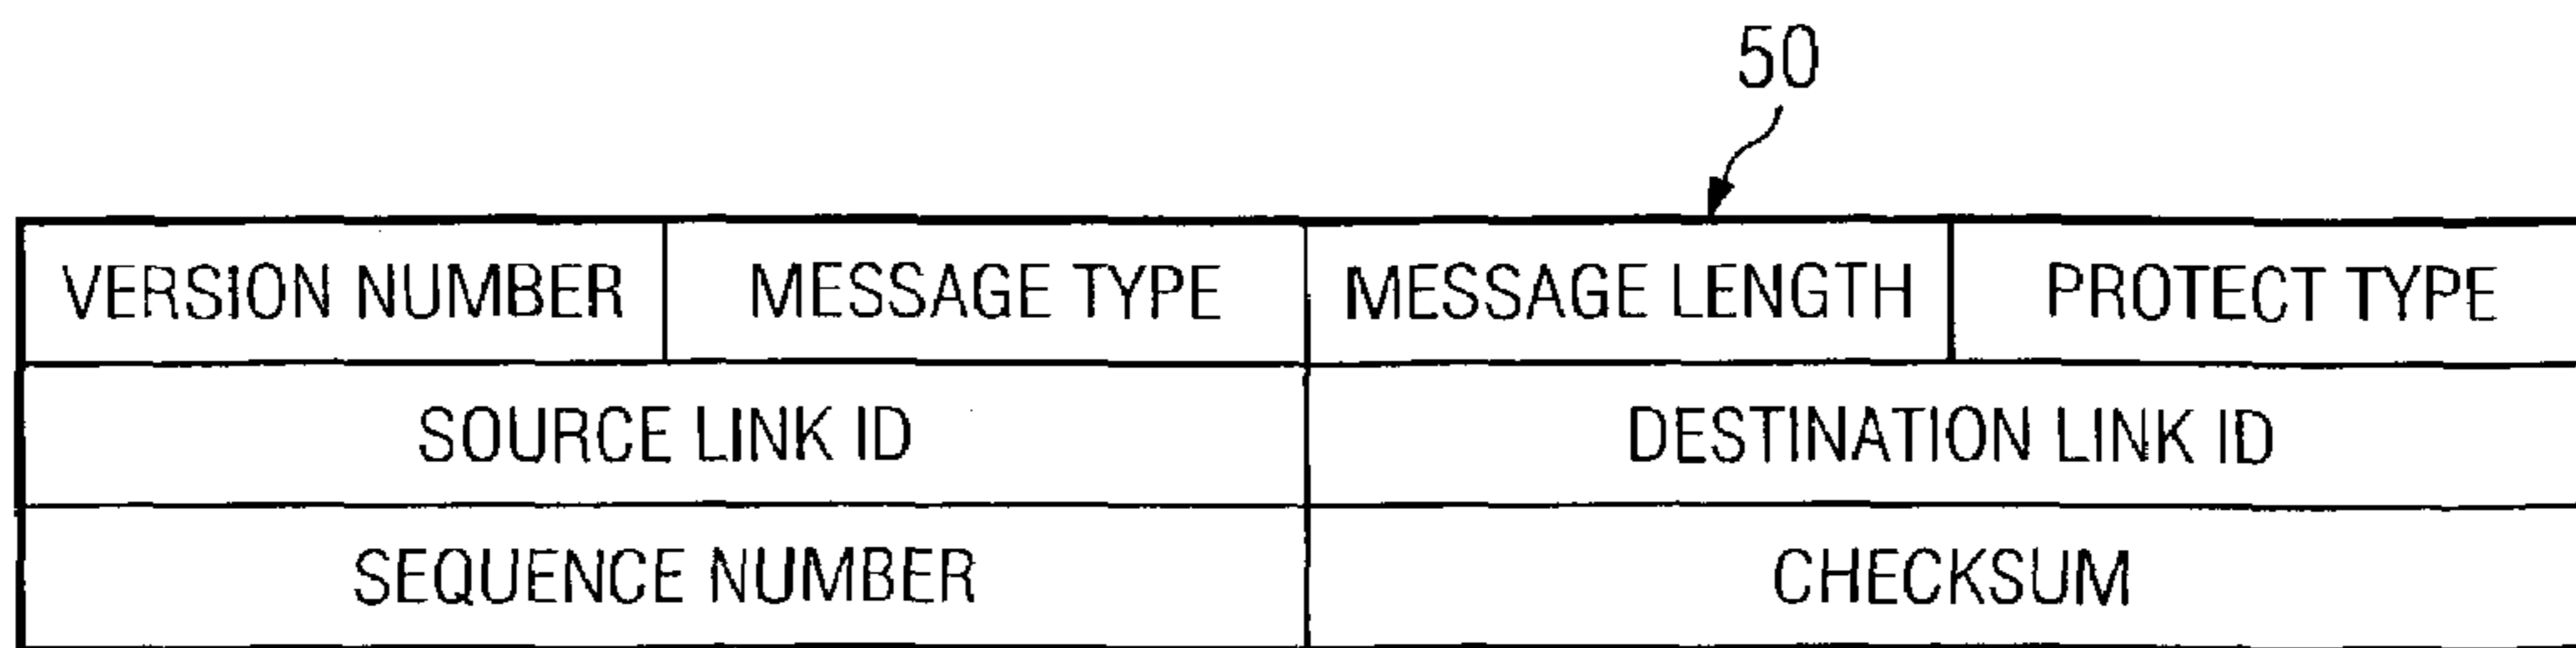 50
VERSION NUMBER MESSAGE TYPE MESSAGE LENGTH PROTECT TYPE
SOURCE LINK ID DESTINATION LINK ID
SEQUENCE NUMBER CHECKSUM